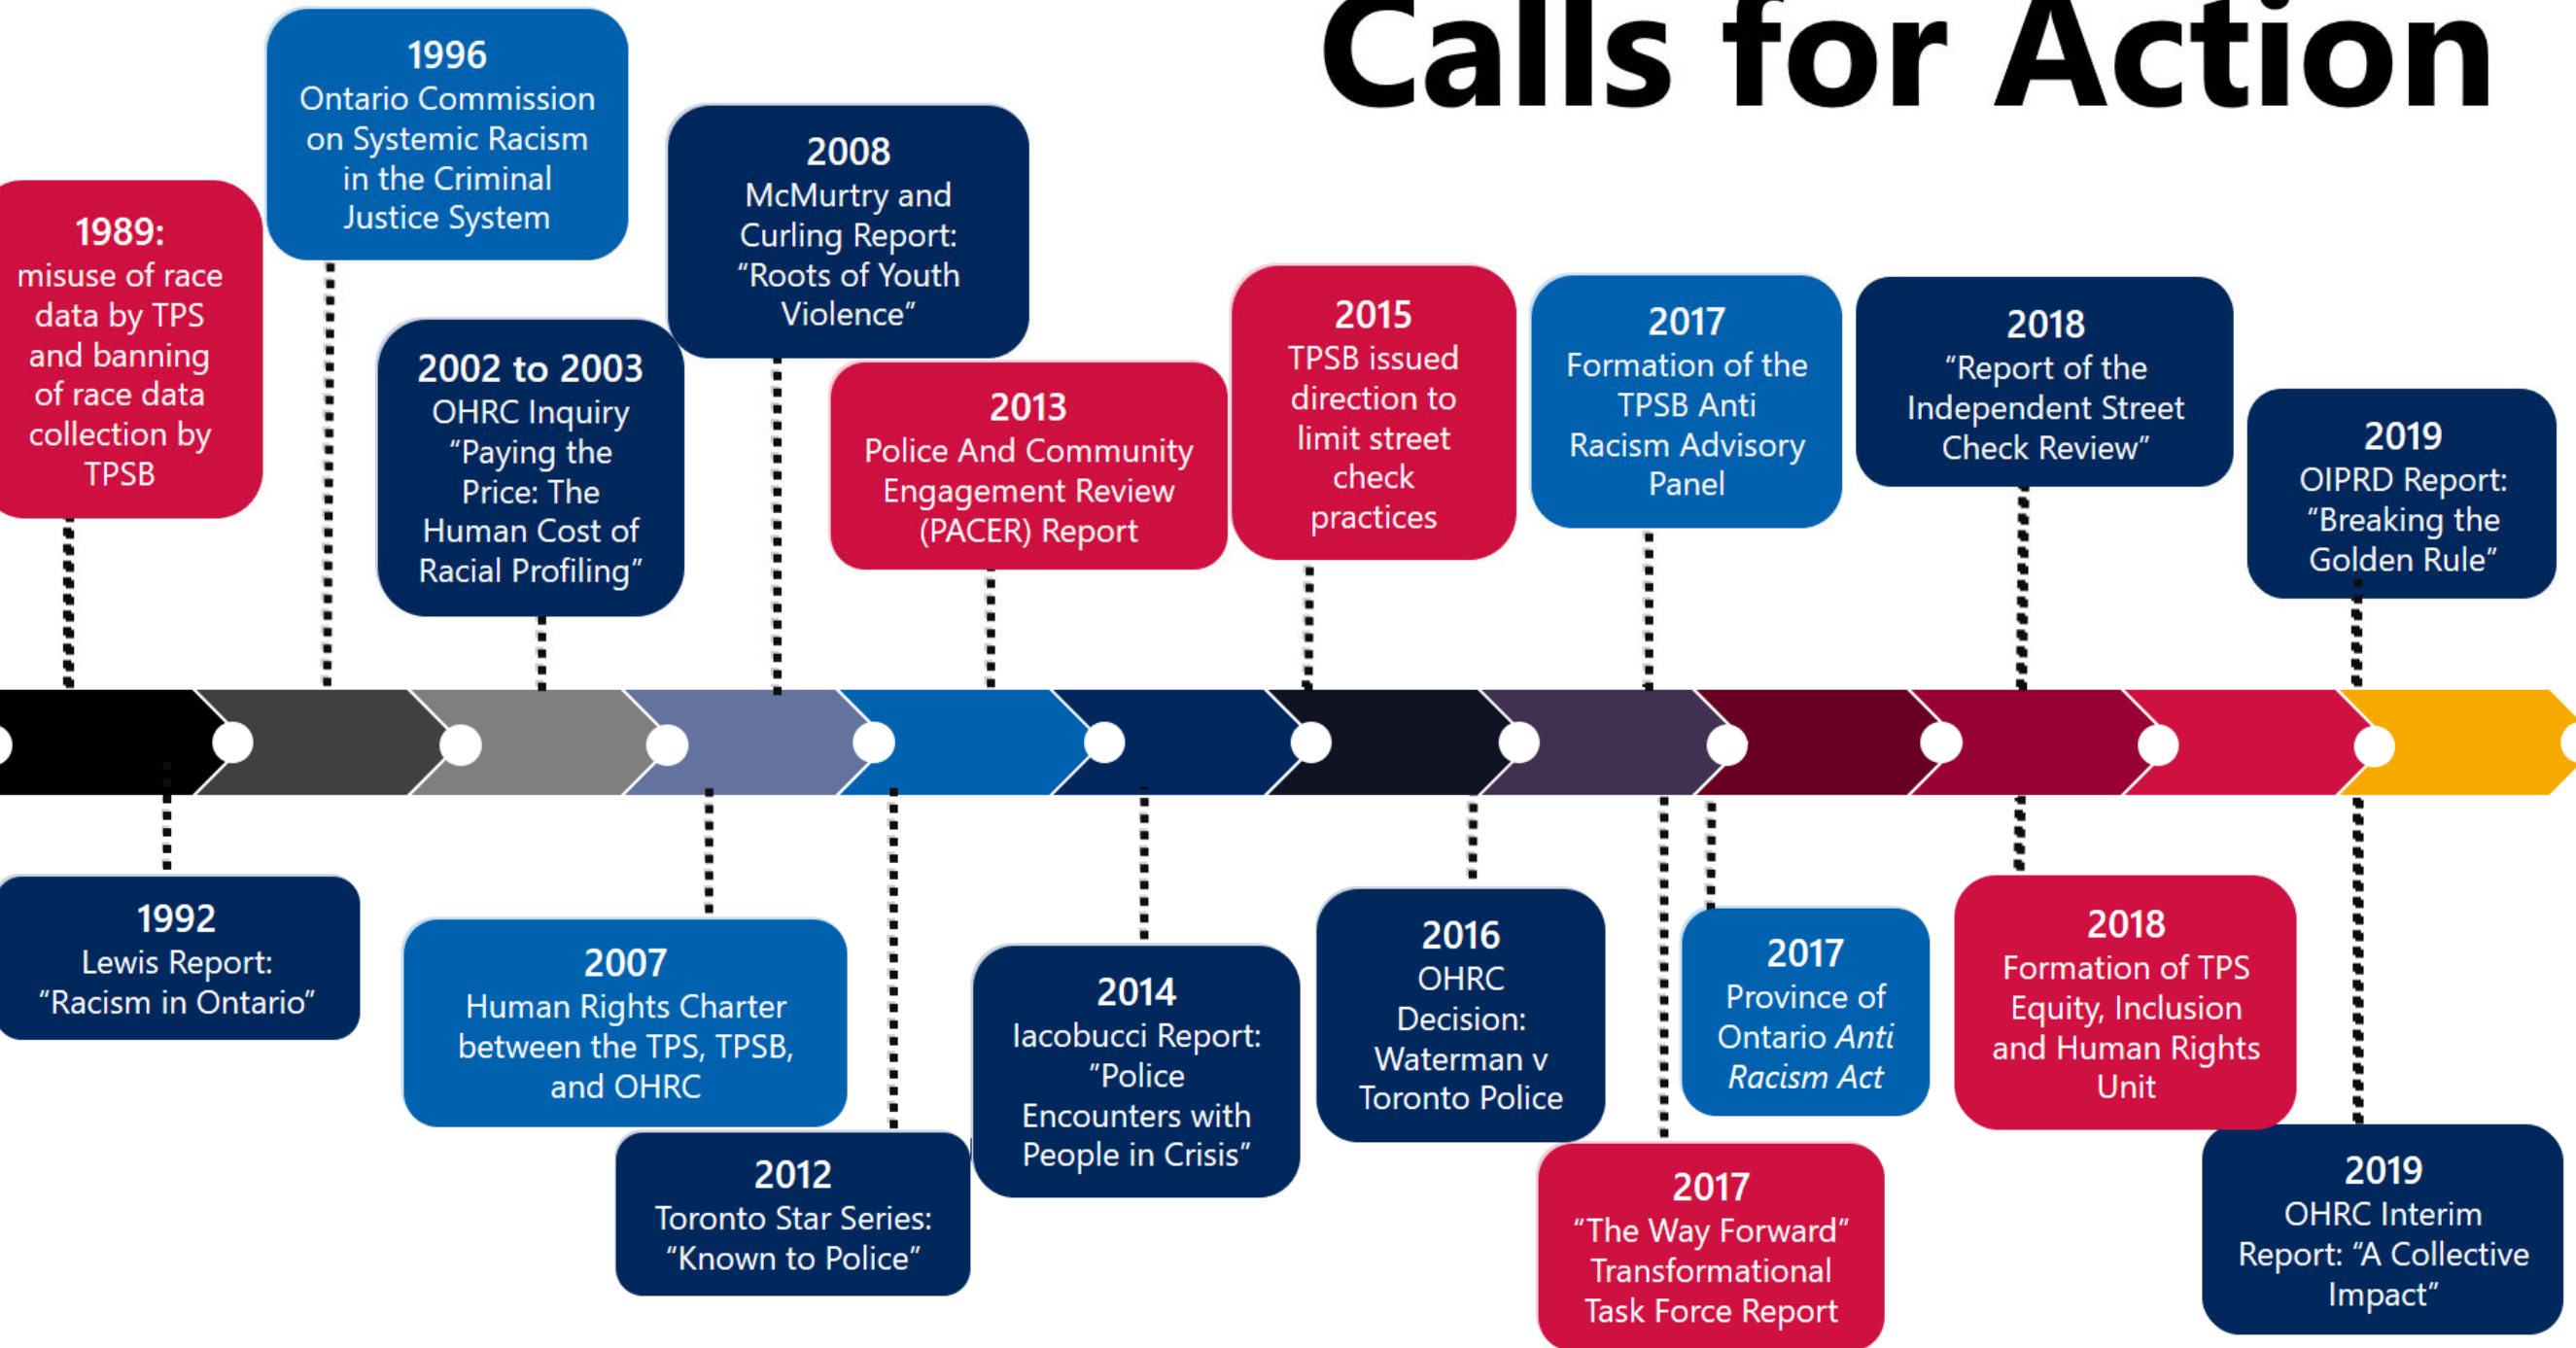 Calls for Action
1989:
misuse of race
data by TPS
and banning
of race data
collection by
TPSB
1992
Lewis Report:
“Racism in Ontario”
1996
Ontario Commission
on Systemic Racism
in the Criminal
Justice System
2002 to 2003
OHRC Inquiry
“Paying the
Price: The
Human Cost of
Racial Profiling”
2007
Human Rights Charter
between the TPS, TPSB,
and OHRC
2008
McMurtry and
Curling Report:
“Roots of Youth
Violence”
2012
Toronto Star Series:
“Known to Police”
2013
Police And Community
Engagement Review
(PACER) Report
2014
Iacobucci Report:
”Police
Encounters with
People in Crisis”
2015
TPSB issued
direction to
limit street
check
practices
2016
OHRC
Decision:
Waterman v
Toronto Police
2017
Formation of the
TPSB Anti
Racism Advisory
Panel
2017
“The Way Forward”
Transformational
Task Force Report
2017
Province of
Ontario Anti
Racism Act
2018
“Report of the
Independent Street
Check Review”
2018
Formation of TPS
Equity, Inclusion
and Human Rights
Unit
2019
OIPRD Report:
“Breaking the
Golden Rule”
2019
OHRC Interim
Report: “A Collective
Impact”